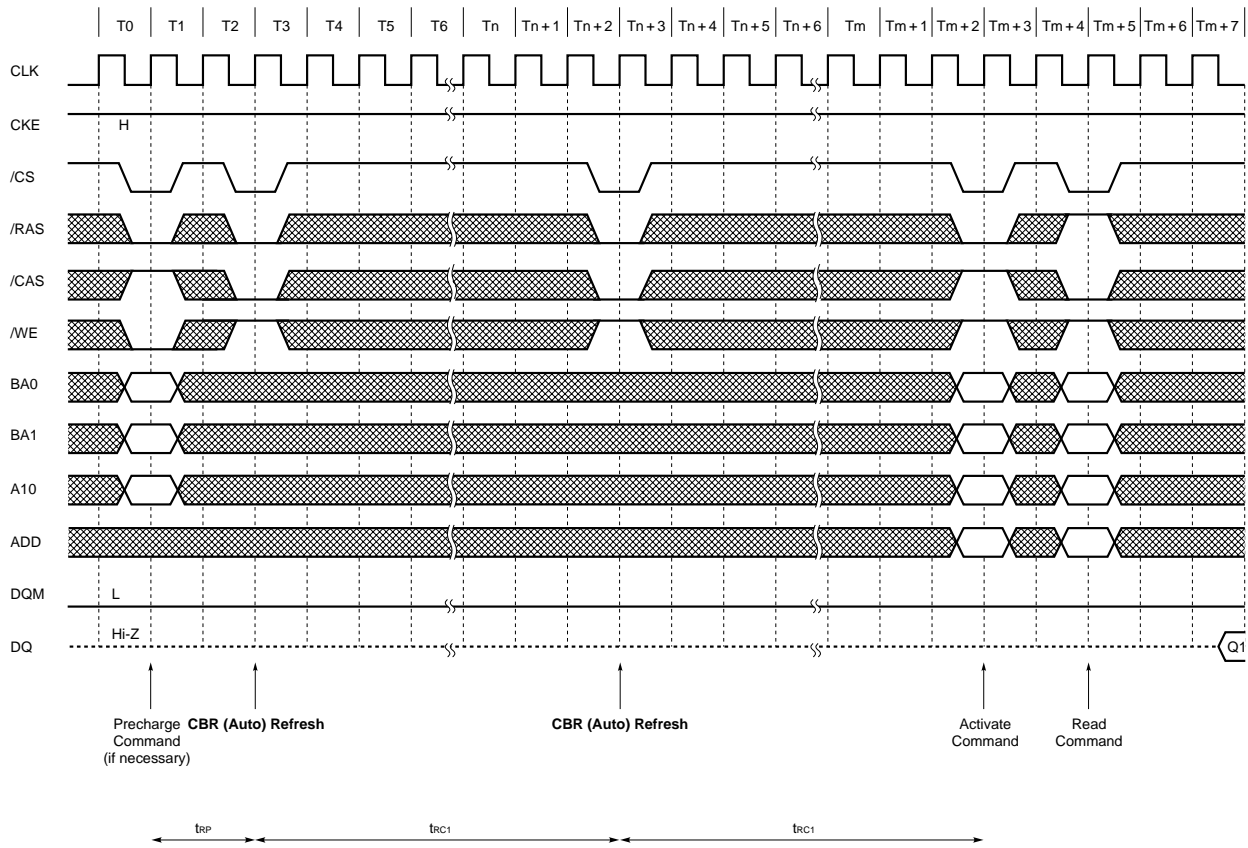 T0 T1 T2 T3 T4 T5 T6 Tn Tn + 1 Tn + 2 Tn + 3 Tn + 4 Tn + 5 Tn + 6 Tm Tm + 1 Tm + 2 Tm + 3 Tm + 4 Tm + 5 Tm + 6 Tm + 7
CLK
CKE H
/CS
/RAS
/CAS
/WE
BA0
BA1
A10
ADD
DQM L
DQ Hi-Z Q1
Precharge
Command
(if necessary)
CBR (Auto) Refresh
CBR (Auto) Refresh
Activate
Command
Read
Command
tRP tRC1 tRC1